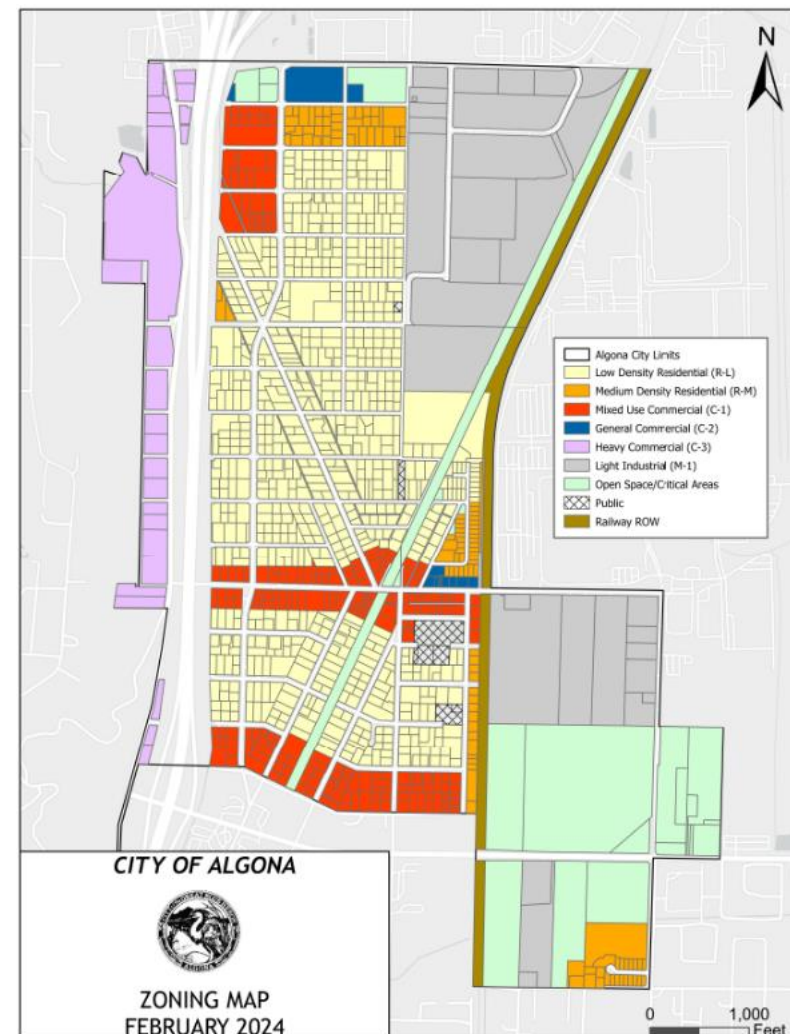 N
Algona City Limits
Low Density Residential (R-L)
Medium Density Residential (R-M)
Mixed Use Commercial (C-1)
General Commercial (C-2)
Heavy Commercial (C-3)
Light Industrial (M-1)
Open Space/Critical Areas
Public
Railway ROW
CITY OF ALGONA
ALGONA
ZONING MAP
FEBRUARY 2024
0 1,000
Feet